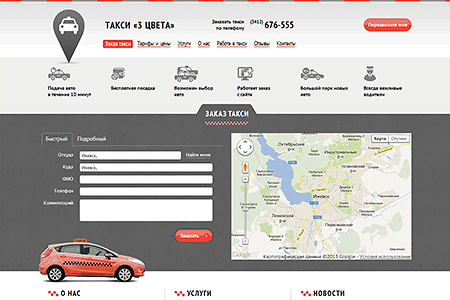 ТАКСИ «3 ЦВЕТА»
Заказать такси
по телефону
(3412) 676-555
Перезвоните мне
Заказ такси
Тарифы и цены
Услуги
О нас
Работа в такси
Отзывы
Контакты
Подача авто
в течение 10 минут
Бесплатная посадка
Возможен выбор
авто
Работает заказ
с сайта
Большой парк новых
авто
Всегда вежливые
водители
ЗАКАЗ ТАКСИ
Быстрый
Подробный
Откуда
Ижевск,
Найти меня
Куда
Ижевск,
ФИО
Телефон
Комментарий
Заказать
Карта
Спутник
Октябрьский
р-н
Индустриальный
р-н
Ижевск
Ленинский
р-н
Первомайский
р-н
Картографические данные ©2013 Google - Условия использования
О НАС
УСЛУГИ
НОВОСТИ